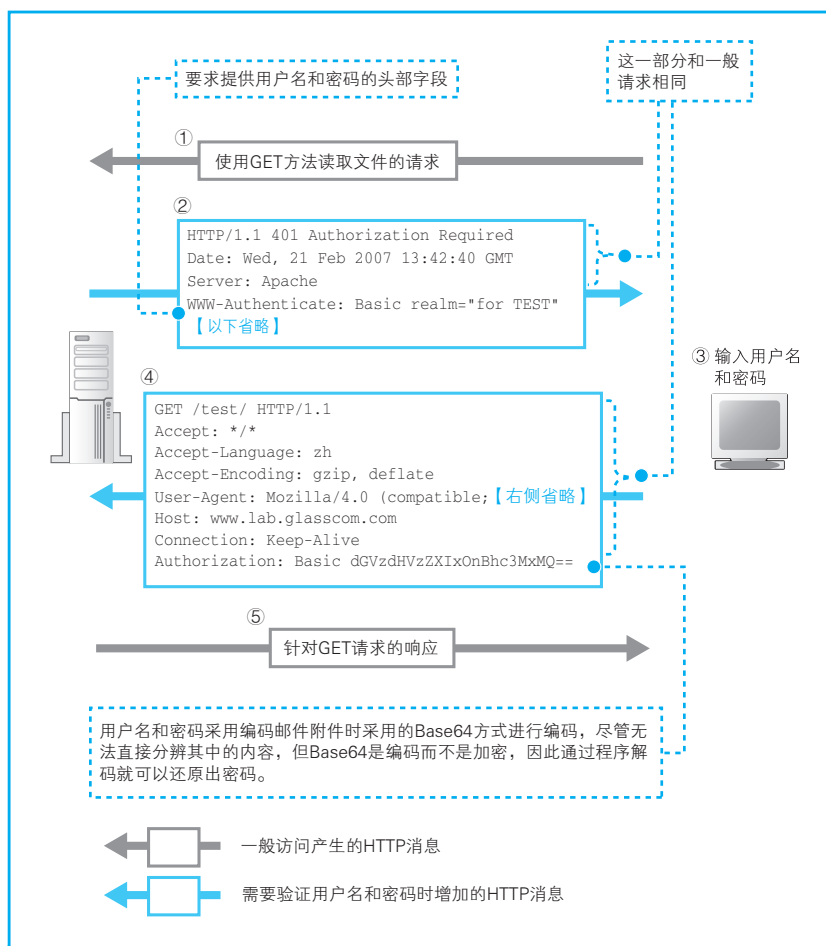 要求提供用户名和密码的头部字段
这一部分和一般
请求相同
①
使用GET方法读取文件的请求
②
HTTP/1.1 401 Authorization Required
Date: Wed, 21 Feb 2007 13:42:40 GMT
Server: Apache
WWW-Authenticate: Basic realm="for TEST"
【以下省略】
③ 输入用户名
和密码
④
GET /test/ HTTP/1.1
Accept: */*
Accept-Language: zh
Accept-Encoding: gzip, deflate
User-Agent: Mozilla/4.0 (compatible;【右侧省略】
Host: www.lab.glasscom.com
Connection: Keep-Alive
Authorization: Basic dGVzdHVzZXIxOnBhc3MxMQ==
⑤
针对GET请求的响应
用户名和密码采用编码邮件附件时采用的Base64方式进行编码，尽管无
法直接分辨其中的内容，但Base64是编码而不是加密，因此通过程序解
码就可以还原出密码。
一般访问产生的HTTP消息
需要验证用户名和密码时增加的HTTP消息